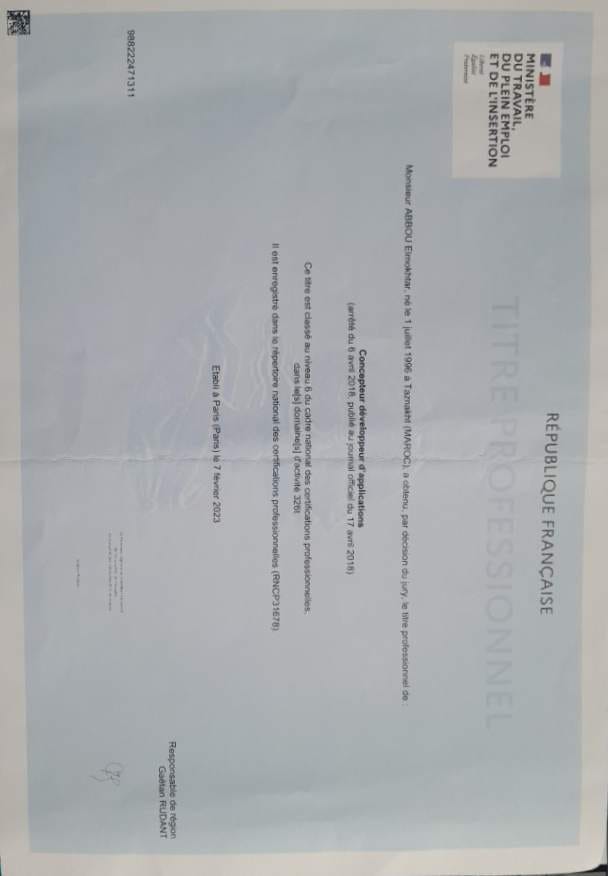 RÉPUBLIQUE FRANÇAISE
MINISTÈRE
DU TRAVAIL,
DU PLEIN EMPLOI
ET DE L'INSERTION
Liberté
Égalité
Fraternité
TITRE PROFESSIONNEL
Monsieur ABBOU Elmokhtar, né le 1 juillet 1996 à Taznakht (MAROC), a obtenu, par décision du jury, le titre professionnel de :
Concepteur développeur d'applications
(arrêté du 6 avril 2018, publié au journal officiel du 17 avril 2018)
Ce titre est classé au niveau 6 du cadre national des certifications professionnelles,
dans le[s] domaine[s] d'activité 326t
Il est enregistré dans le répertoire national des certifications professionnelles (RNCP31678)
Etabli à Paris (Paris) le 7 février 2023
Responsable de région
Gaëtan RUDANT
988222471311